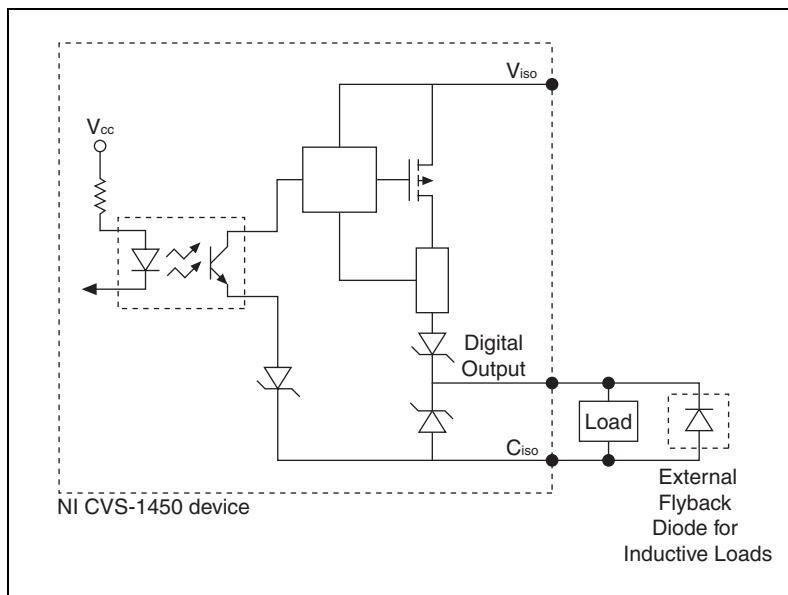 Viso
Vcc
Digital
Output
Load
Ciso
NI CVS-1450 device
External
Flyback
Diode for
Inductive Loads